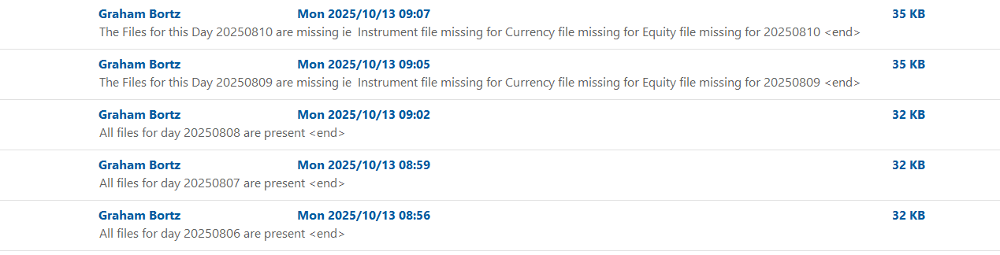 Graham Bortz Mon 2025/10/13 09:07 35 KB
The Files for this Day 20250810 are missing ie  Instrument file missing for Currency file missing for Equity file missing for 20250810 <end>
Graham Bortz Mon 2025/10/13 09:05 35 KB
The Files for this Day 20250809 are missing ie  Instrument file missing for Currency file missing for Equity file missing for 20250809 <end>
Graham Bortz Mon 2025/10/13 09:02 32 KB
All files for day 20250808 are present <end>
Graham Bortz Mon 2025/10/13 08:59 32 KB
All files for day 20250807 are present <end>
Graham Bortz Mon 2025/10/13 08:56 32 KB
All files for day 20250806 are present <end>